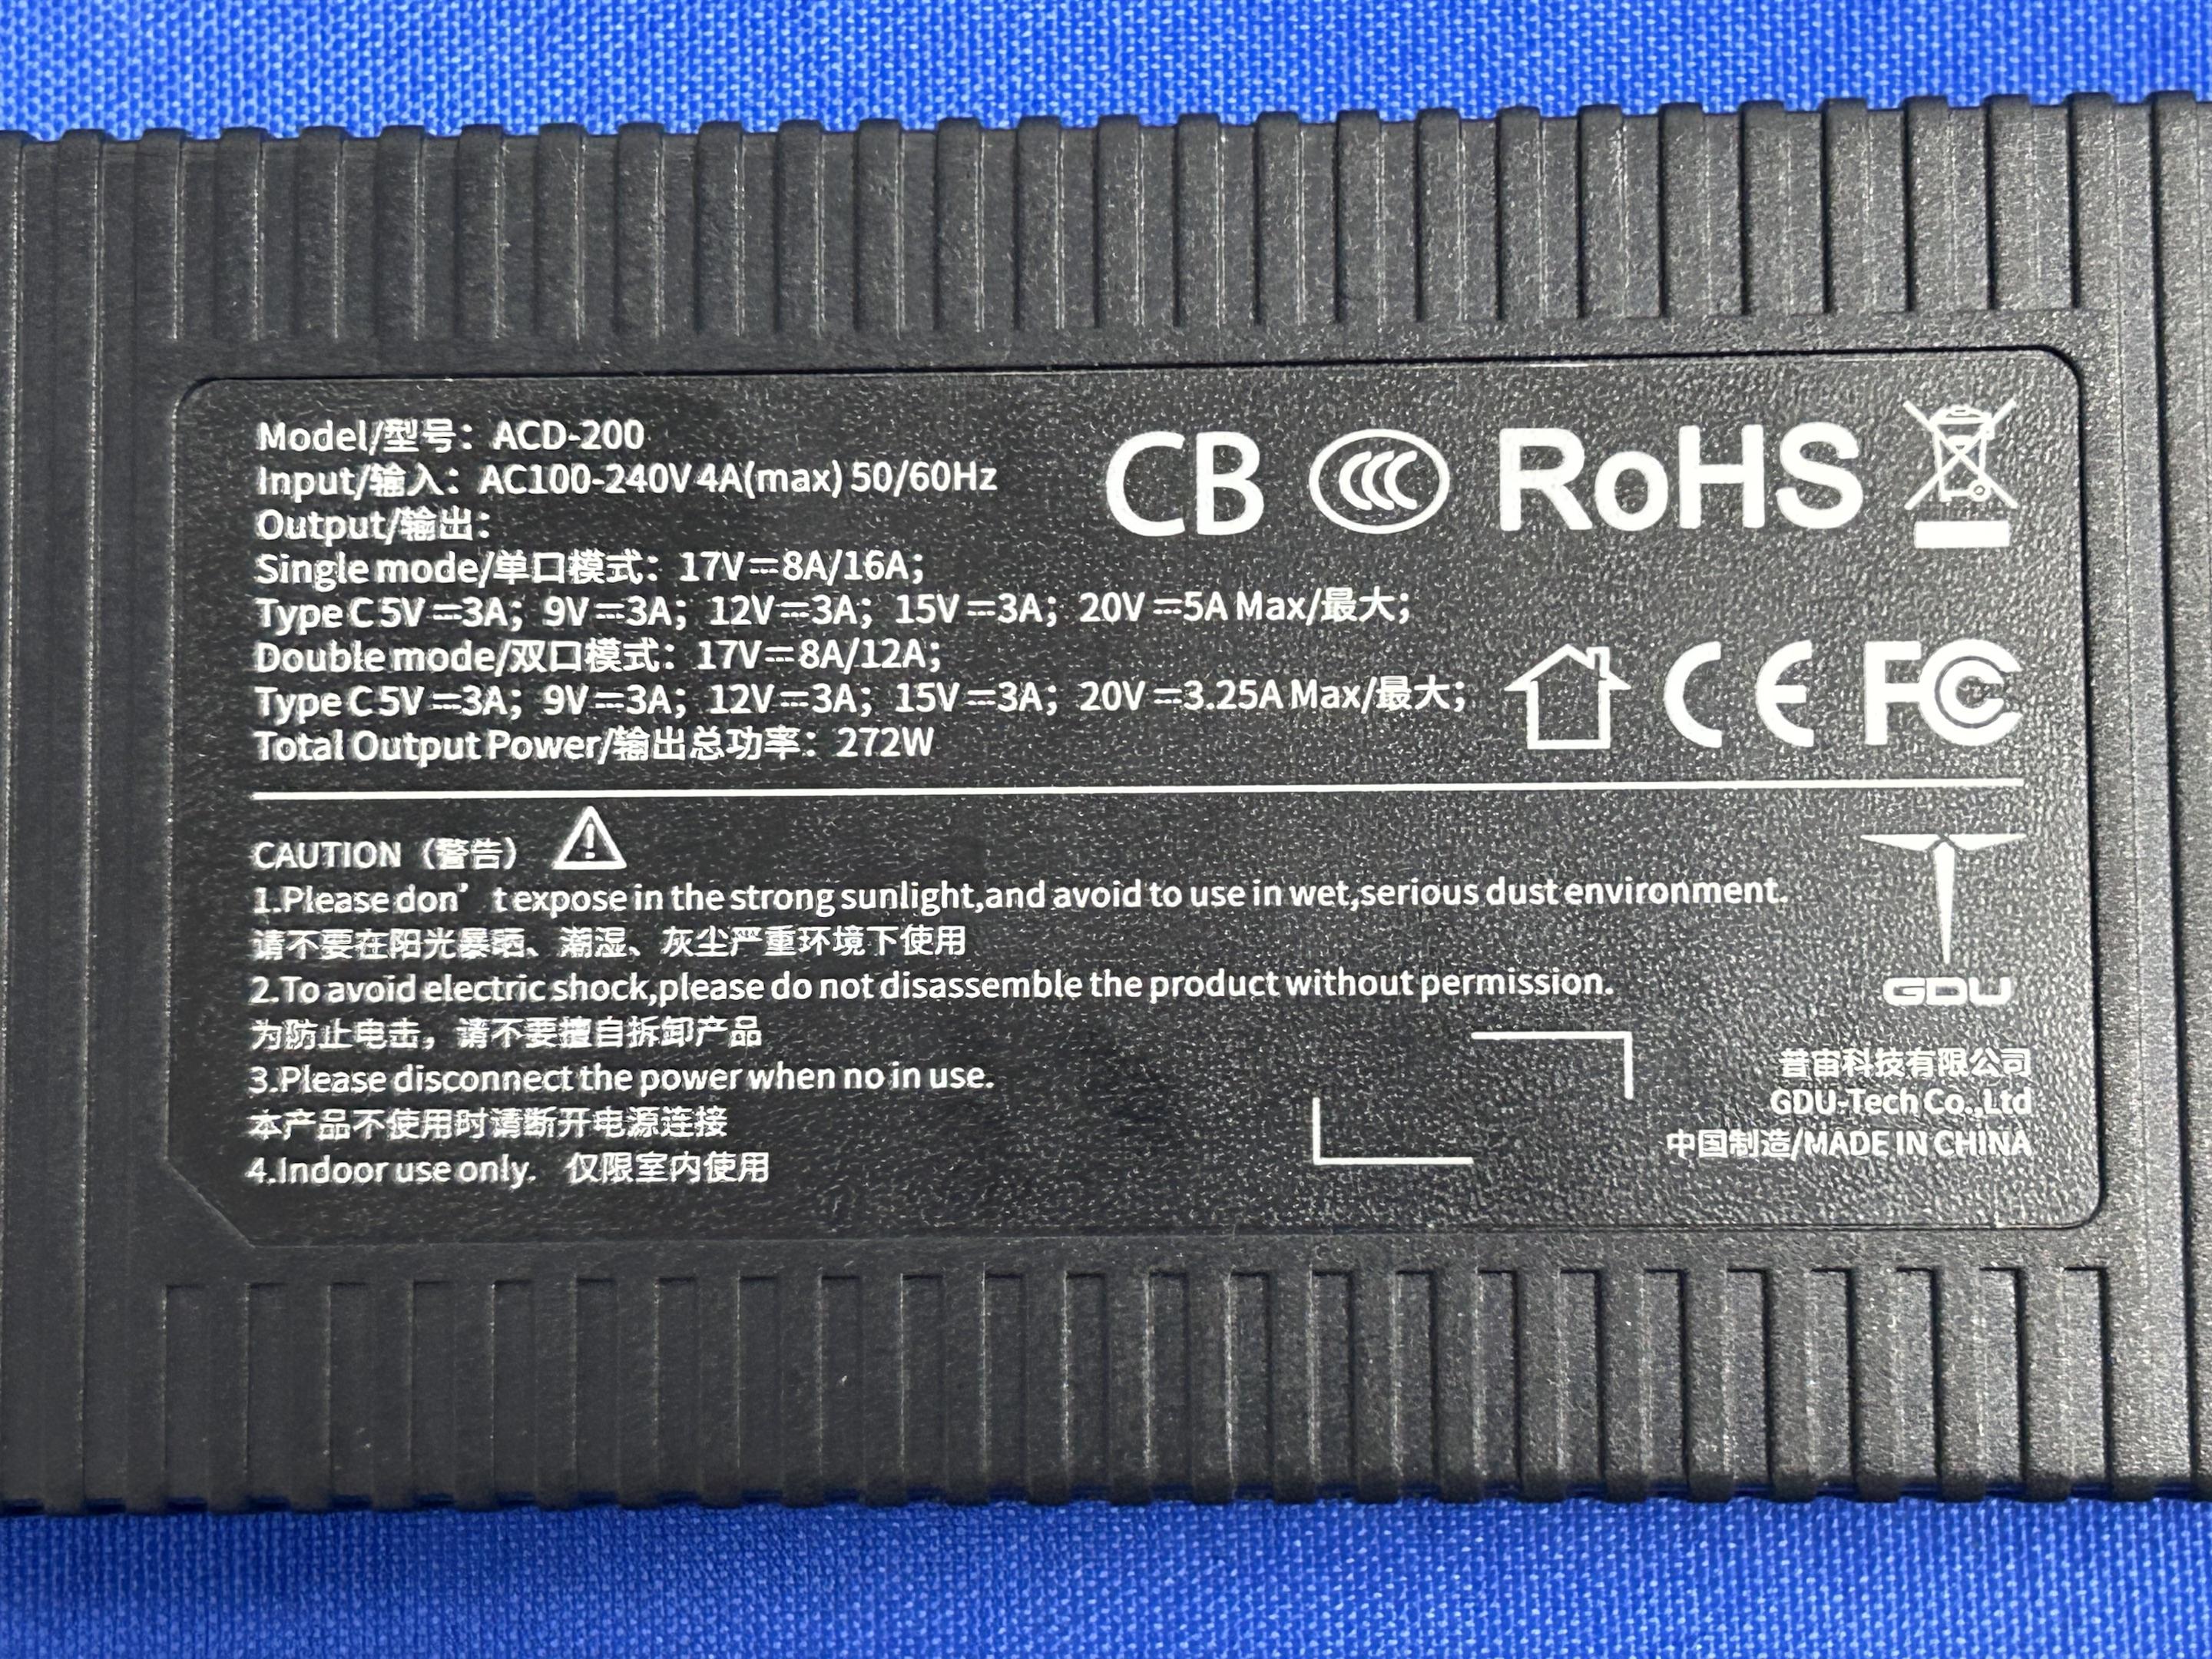 Model/型号：ACD-200
Input/输入：AC100-240V 4A(max) 50/60Hz
Output/输出：
Single mode/单口模式：17V⎓8A/16A；
Type C 5V⎓3A；9V⎓3A；12V⎓3A；15V⎓3A；20V⎓5A Max/最大；
Double mode/双口模式：17V⎓8A/12A；
Type C 5V⎓3A；9V⎓3A；12V⎓3A；15V⎓3A；20V⎓3.25A Max/最大；
Total Output Power/输出总功率：272W
CB CCC RoHS
CE FC
CAUTION（警告）
1.Please don’t expose in the strong sunlight,and avoid to use in wet,serious dust environment.
请不要在阳光暴晒、潮湿、灰尘严重环境下使用
2.To avoid electric shock,please do not disassemble the product without permission.
为防止电击，请不要擅自拆卸产品
3.Please disconnect the power when no in use.
本产品不使用时请断开电源连接
4.Indoor use only. 仅限室内使用
GDU
普宙科技有限公司
GDU-Tech Co.,Ltd
中国制造/MADE IN CHINA